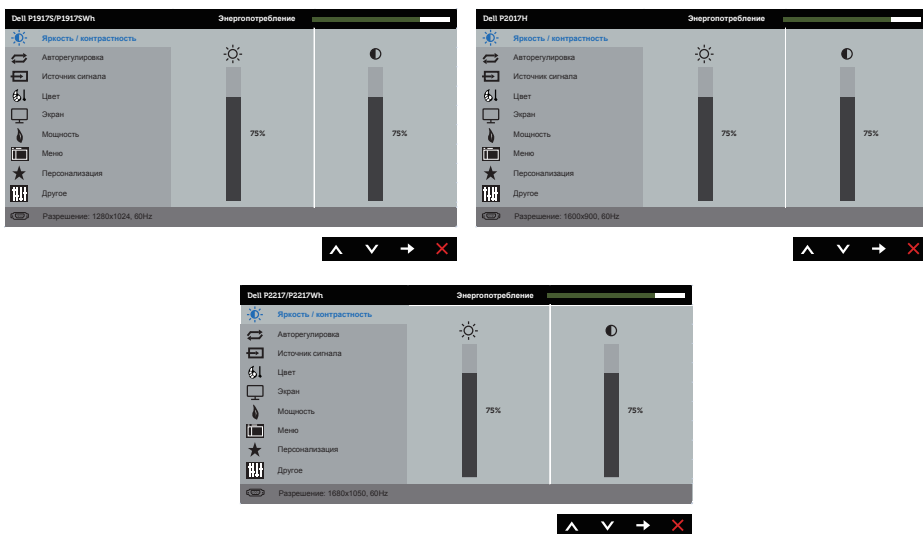 Dell P1917S/P1917SWh Энергопотребление
Яркость / контрастность
Авторегулировка
Источник сигнала
Цвет
Экран
Мощность
75% 75%
Меню
Персонализация
Другое
Разрешение: 1280x1024, 60Hz
Dell P2017H Энергопотребление
Яркость / контрастность
Авторегулировка
Источник сигнала
Цвет
Экран
Мощность
75% 75%
Меню
Персонализация
Другое
Разрешение: 1600x900, 60Hz
Dell P2217/P2217Wh Энергопотребление
Яркость / контрастность
Авторегулировка
Источник сигнала
Цвет
Экран
Мощность
75% 75%
Меню
Персонализация
Другое
Разрешение: 1680x1050, 60Hz